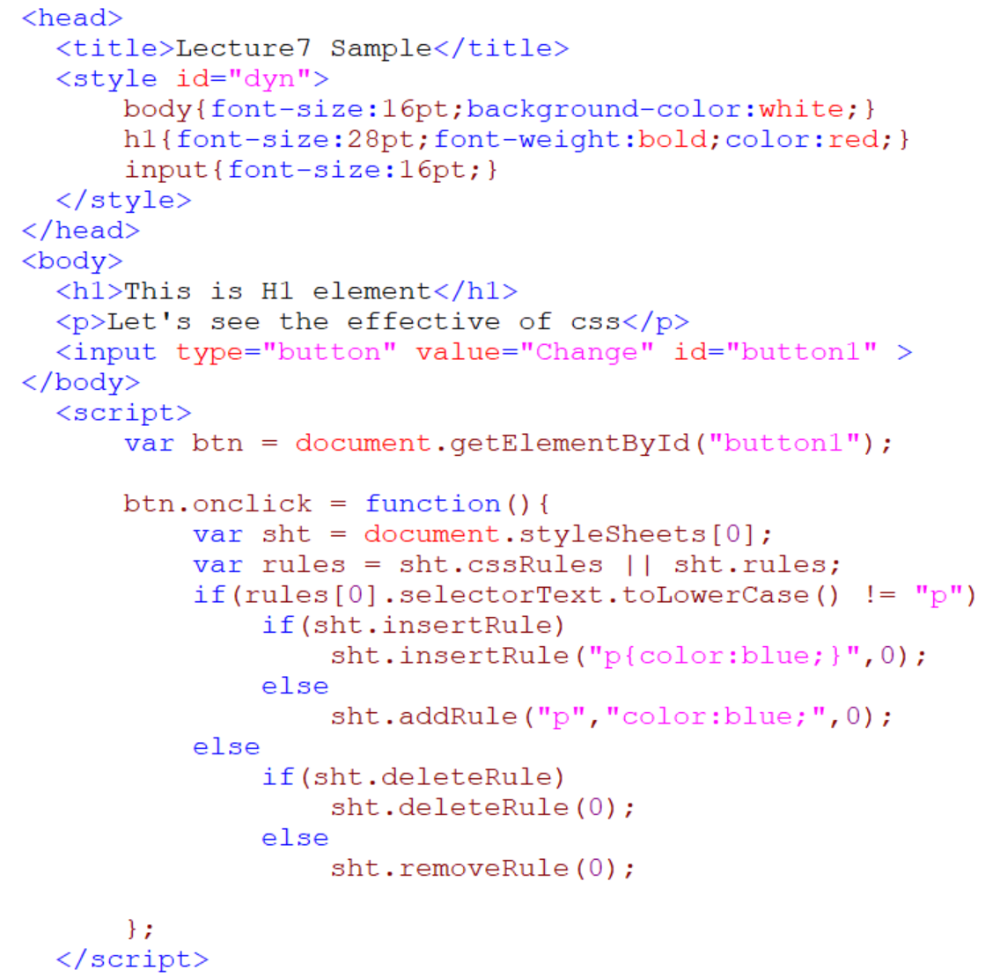 <head>
  <title>Lecture7 Sample</title>
  <style id="dyn">
      body{font-size:16pt;background-color:white;}
      h1{font-size:28pt;font-weight:bold;color:red;}
      input{font-size:16pt;}
  </style>
</head>
<body>
  <h1>This is H1 element</h1>
  <p>Let's see the effective of css</p>
  <input type="button" value="Change" id="button1" >
</body>
  <script>
      var btn = document.getElementById("button1");

      btn.onclick = function(){
          var sht = document.styleSheets[0];
          var rules = sht.cssRules || sht.rules;
          if(rules[0].selectorText.toLowerCase() != "p")
              if(sht.insertRule)
                  sht.insertRule("p{color:blue;}",0);
              else
                  sht.addRule("p","color:blue;",0);
          else
              if(sht.deleteRule)
                  sht.deleteRule(0);
              else
                  sht.removeRule(0);

      };
  </script>